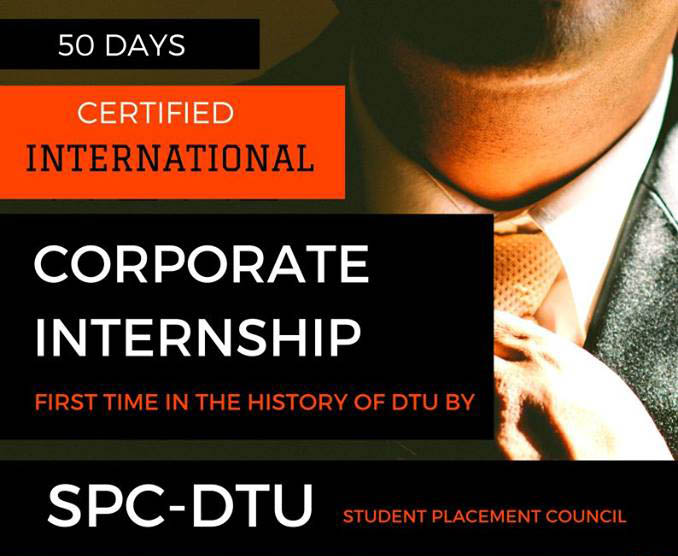 50 DAYS
CERTIFIED
INTERNATIONAL
CORPORATE
INTERNSHIP
FIRST TIME IN THE HISTORY OF DTU BY
SPC-DTU STUDENT PLACEMENT COUNCIL